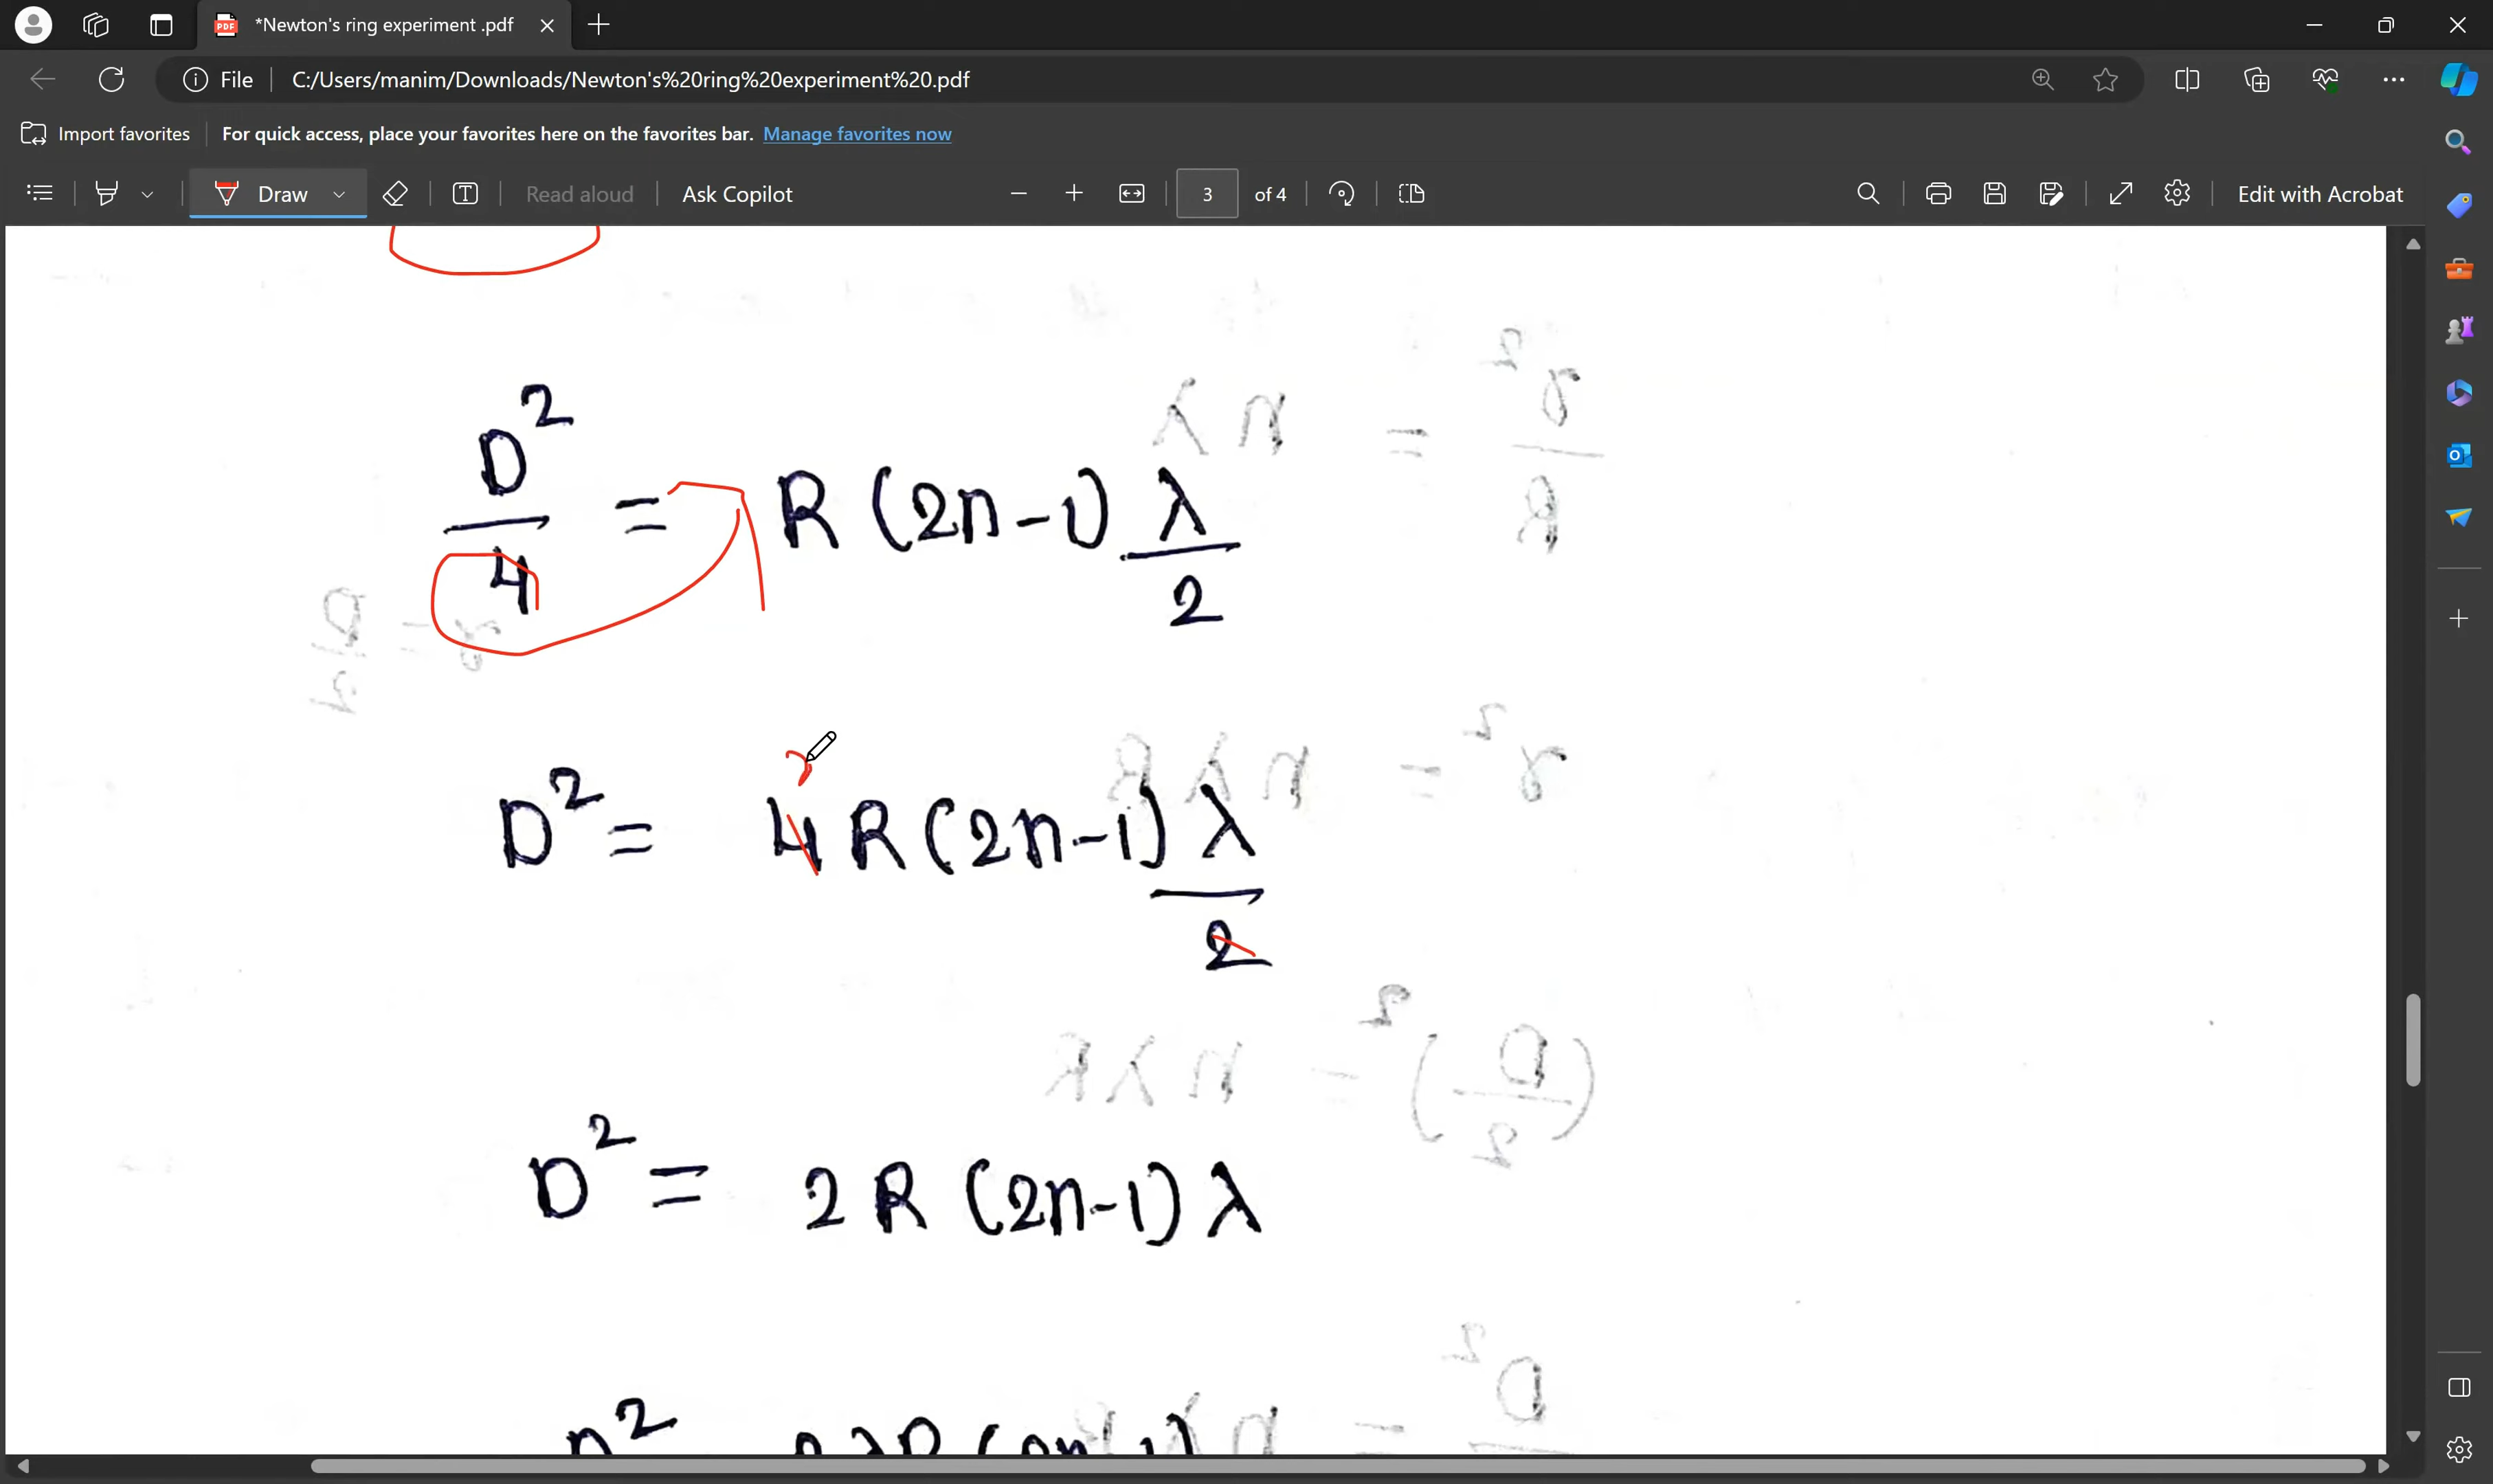 *Newton's ring experiment .pdf
File C:/Users/manim/Downloads/Newton's%20ring%20experiment%20.pdf
Import favorites For quick access, place your favorites here on the favorites bar. Manage favorites now
Draw Read aloud Ask Copilot 3 of 4 Edit with Acrobat
D²/4 = R (2n-1) λ/2
2
D² = 4R (2n-1) λ/2
D² = 2 R (2n-1) λ